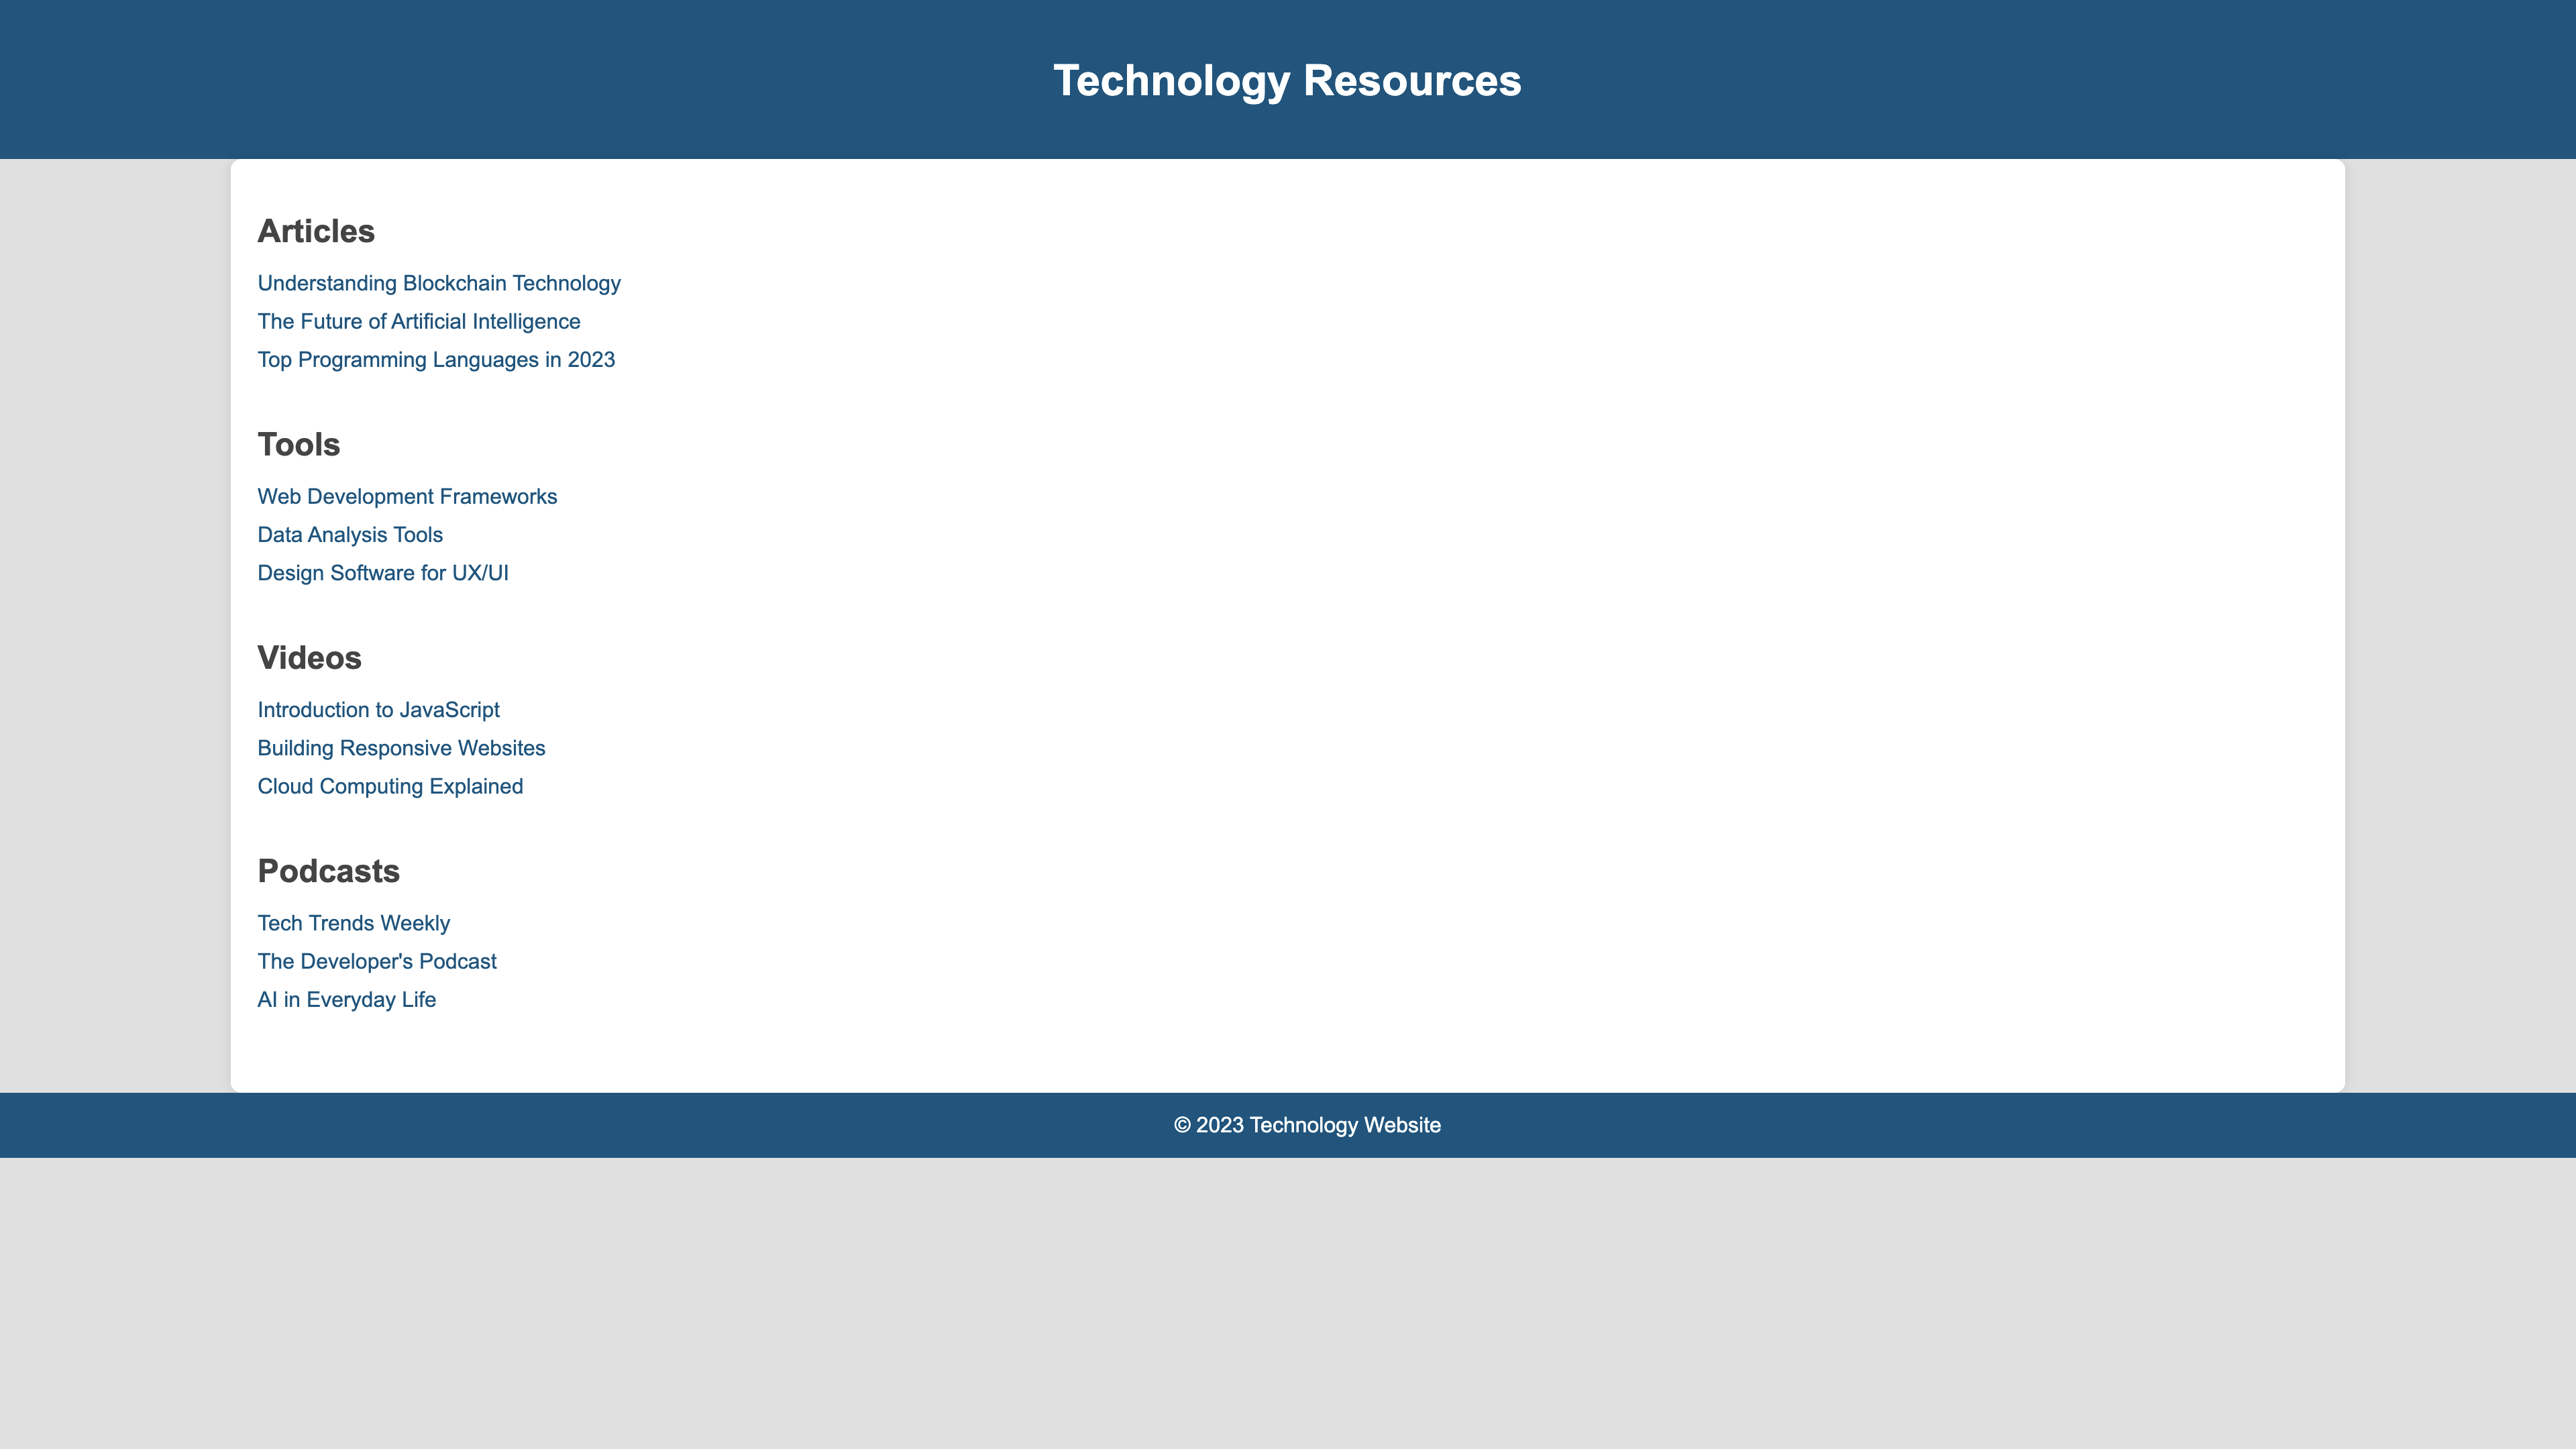 Technology Resources
Articles
Understanding Blockchain Technology
The Future of Artificial Intelligence
Top Programming Languages in 2023
Tools
Web Development Frameworks
Data Analysis Tools
Design Software for UX/UI
Videos
Introduction to JavaScript
Building Responsive Websites
Cloud Computing Explained
Podcasts
Tech Trends Weekly
The Developer's Podcast
AI in Everyday Life
© 2023 Technology Website